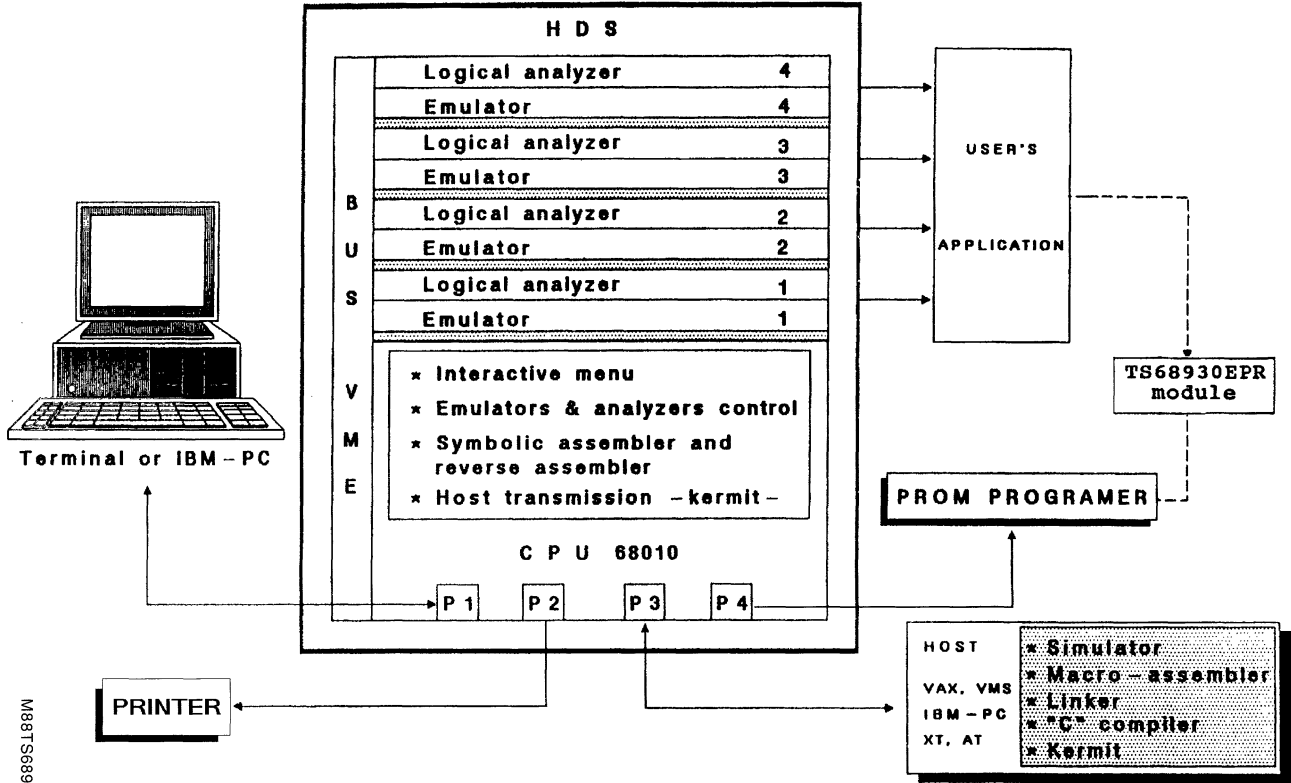 H D S
Logical analyzer 4
Emulator 4
Logical analyzer 3
Emulator 3
Logical analyzer 2
Emulator 2
Logical analyzer 1
Emulator 1
B
U
S
V
M
E
* Interactive menu
* Emulators & analyzers control
* Symbolic assembler and
reverse assembler
* Host transmission -kermit-
C P U 68010
P 1
P 2
P 3
P 4
Terminal or IBM-PC
USER'S
APPLICATION
TS68930EPR
module
PROM PROGRAMER
PRINTER
HOST
VAX, VMS
IBM-PC
XT, AT
* Simulator
* Macro-assembler
* Linker
* "C" compiler
* Kermit
M88TS689